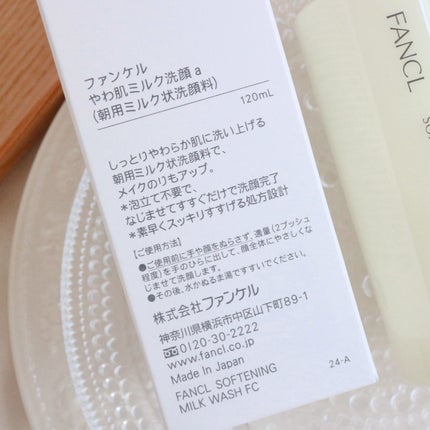 ファンケル
やわ肌ミルク洗顔 a
(朝用ミルク状洗顔料)
120mL
しっとりやわらか肌に洗い上げる
朝用ミルク状洗顔料で、
メイクのりもアップ。
*泡立て不要で、
なじませてすすぐだけで洗顔完了
*素早くスッキリすすげる処方設計
〔ご使用方法〕
●ご使用前に手や顔をぬらさず、適量(2プッシュ
程度)を手のひらに出して、顔全体にやさしくな
じませて洗顔します。
●その後、水かぬるま湯ですすいでください。
株式会社ファンケル
神奈川県横浜市中区山下町89-1
0120-30-2222
www.fancl.co.jp
Made in Japan
FANCL SOFTENING
MILK WASH FC
24-A
FANCL